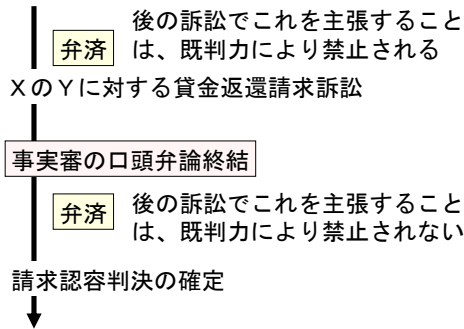 弁済
後の訴訟でこれを主張すること
は、既判力により禁止される
XのYに対する貸金返還請求訴訟
事実審の口頭弁論終結
弁済
後の訴訟でこれを主張すること
は、既判力により禁止されない
請求認容判決の確定